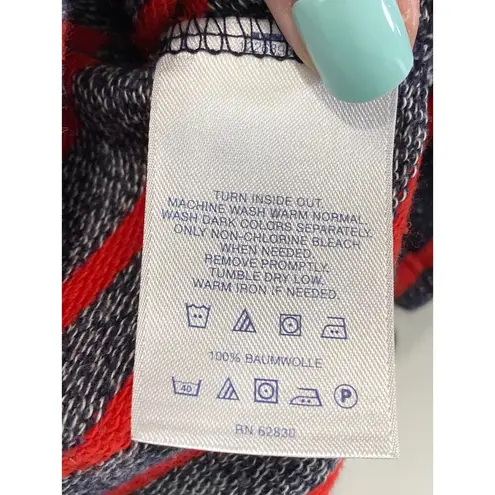 TURN INSIDE OUT.
MACHINE WASH WARM NORMAL.
WASH DARK COLORS SEPARATELY.
ONLY NON-CHLORINE BLEACH
WHEN NEEDED.
REMOVE PROMPTLY.
TUMBLE DRY LOW.
WARM IRON IF NEEDED.
100% BAUMWOLLE
40 P
RN 62830